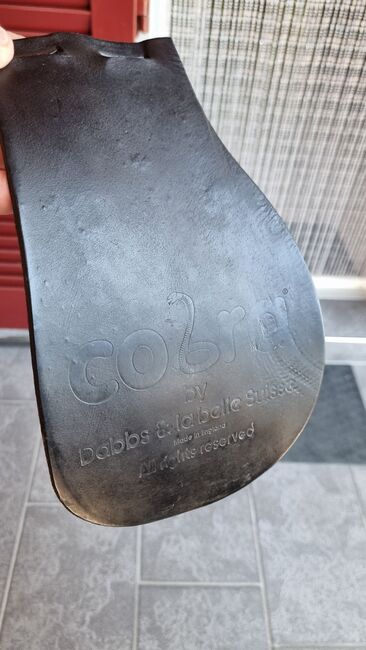 cobra®
by
Dabbs & la belle Suisse
Made in England
All rights reserved